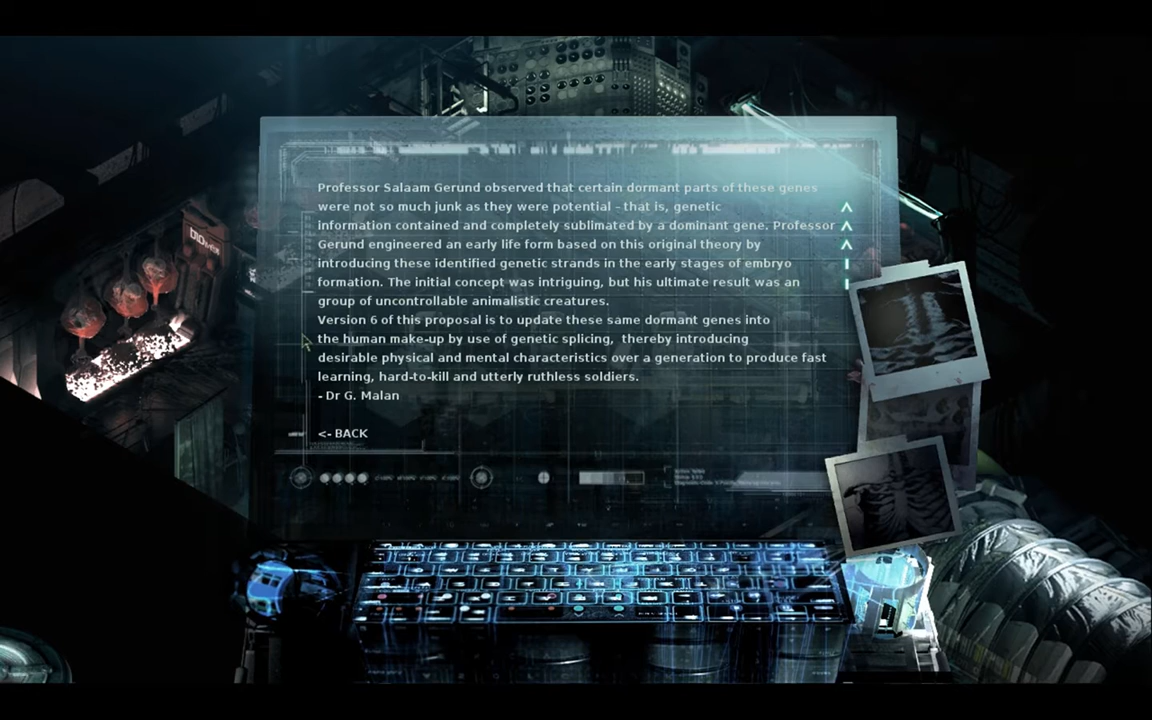 Professor Salaam Gerund observed that certain dormant parts of these genes
were not so much junk as they were potential - that is, genetic
information contained and completely sublimated by a dominant gene. Professor
Gerund engineered an early life form based on this original theory by
introducing these identified genetic strands in the early stages of embryo
formation. The initial concept was intriguing, but his ultimate result was an
group of uncontrollable animalistic creatures.
Version 6 of this proposal is to update these same dormant genes into
the human make-up by use of genetic splicing,  thereby introducing
desirable physical and mental characteristics over a generation to produce fast
learning, hard-to-kill and utterly ruthless soldiers.
- Dr G. Malan
<- BACK